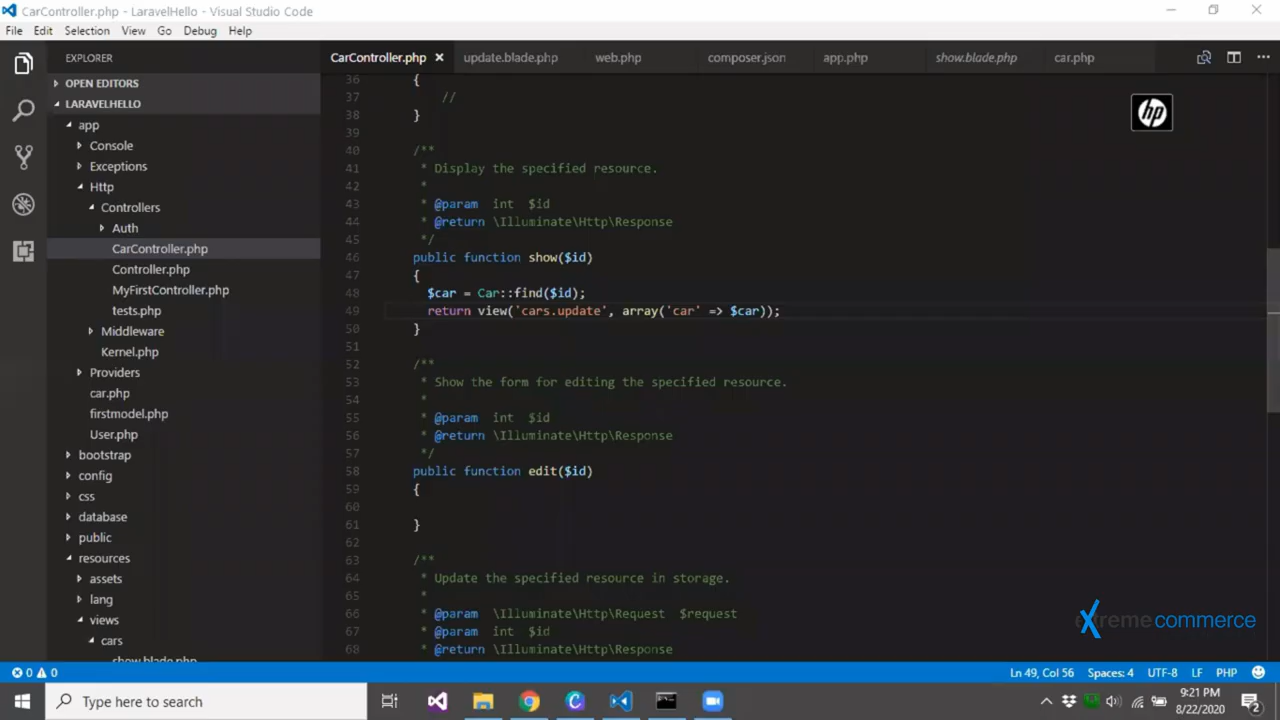 CarController.php - LaravelHello - Visual Studio Code
File Edit Selection View Go Debug Help
EXPLORER
OPEN EDITORS
LARAVELHELLO
app
Console
Exceptions
Http
Controllers
Auth
CarController.php
Controller.php
MyFirstController.php
tests.php
Middleware
Kernel.php
Providers
car.php
firstmodel.php
User.php
bootstrap
config
css
database
public
resources
assets
lang
views
cars
show.blade.php
CarController.php update.blade.php web.php composer.json app.php show.blade.php car.php
36 {
37 //
38 }
39
40 /**
41 * Display the specified resource.
42 *
43 * @param int $id
44 * @return \Illuminate\Http\Response
45 */
46 public function show($id)
47 {
48 $car = Car::find($id);
49 return view('cars.update', array('car' => $car));
50 }
51
52 /**
53 * Show the form for editing the specified resource.
54 *
55 * @param int $id
56 * @return \Illuminate\Http\Response
57 */
58 public function edit($id)
59 {
60
61 }
62
63 /**
64 * Update the specified resource in storage.
65 *
66 * @param \Illuminate\Http\Request $request
67 * @param int $id
68 * @return \Illuminate\Http\Response
hp
extreme commerce
0 0 Ln 49, Col 56 Spaces: 4 UTF-8 LF PHP
Type here to search
9:21 PM
8/22/2020
2